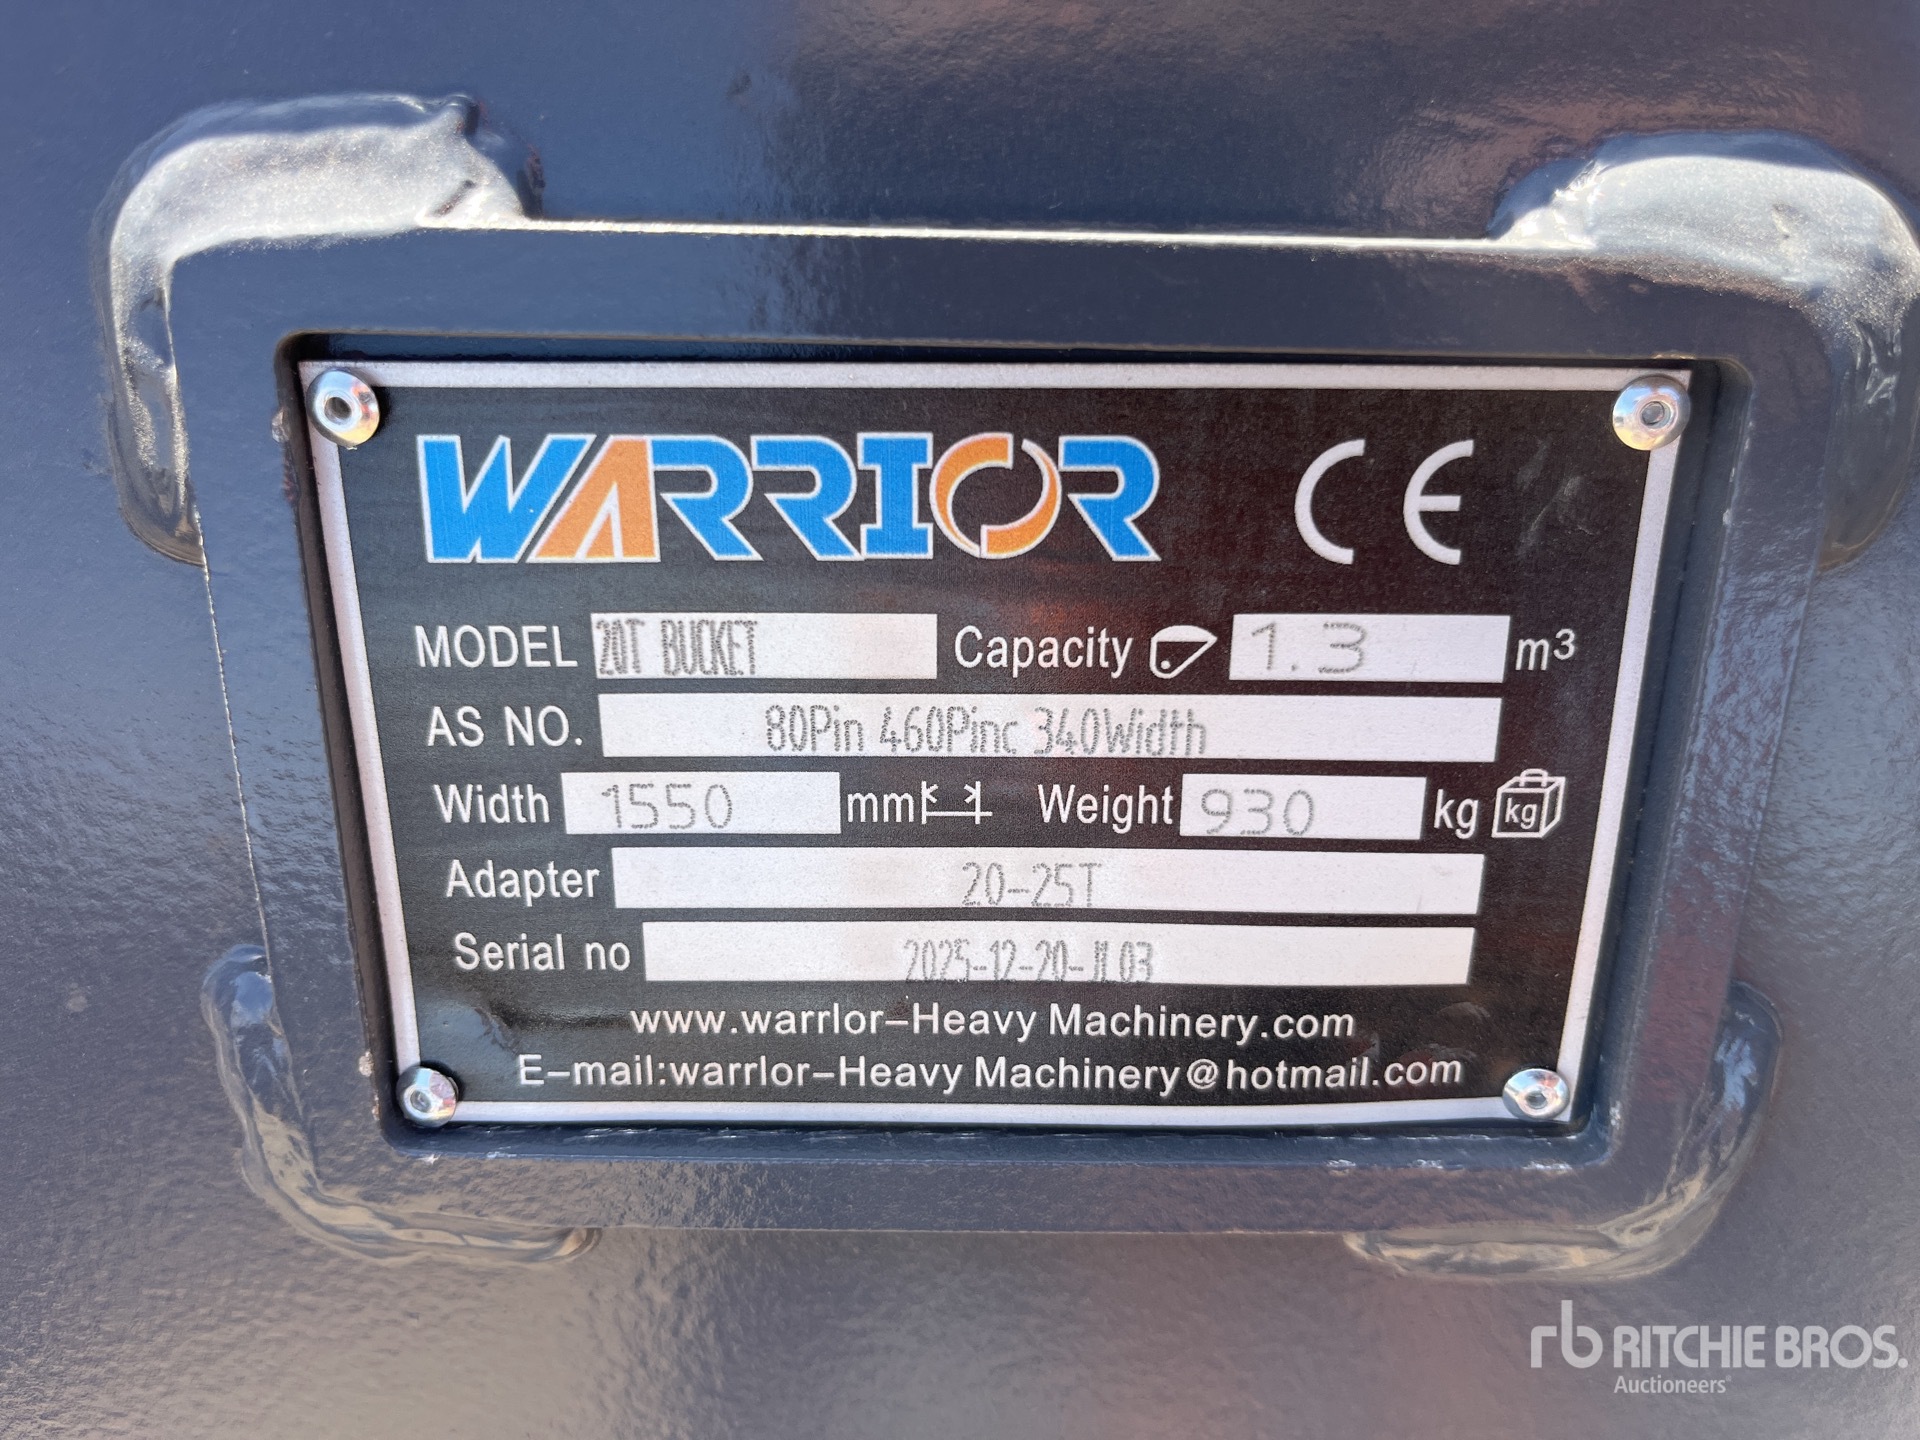 WARRIOR CE
MODEL 20T BUCKET Capacity 1.3 m³
AS NO. 80Pin 460Pinc 340Width
Width 1550 mm Weight 930 kg kg
Adapter 20-25T
Serial no 2025-12-20-JL03
www.warrlor-Heavy Machinery.com
E-mail:warrlor-Heavy Machinery@hotmail.com
rb RITCHIE BROS.
Auctioneers